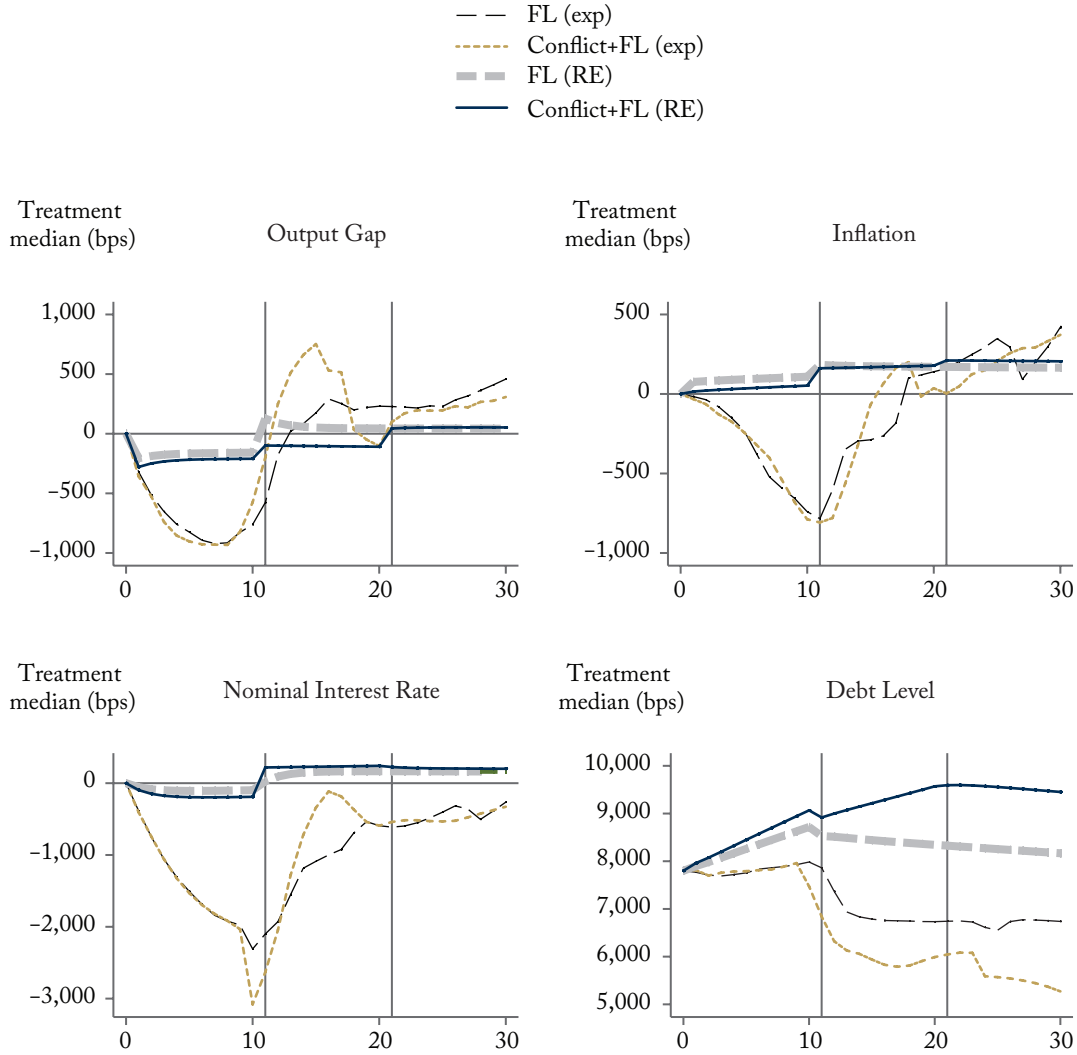 FL (exp)
Conflict+FL (exp)
FL (RE)
Conflict+FL (RE)
Treatment
median (bps)
Output Gap
1,000
500
0
–500
–1,000
0
10
20
30
Treatment
median (bps)
Inflation
500
0
–500
–1,000
0
10
20
30
Treatment
median (bps)
Nominal Interest Rate
0
–1,000
–2,000
–3,000
0
10
20
30
Treatment
median (bps)
Debt Level
10,000
9,000
8,000
7,000
6,000
5,000
0
10
20
30